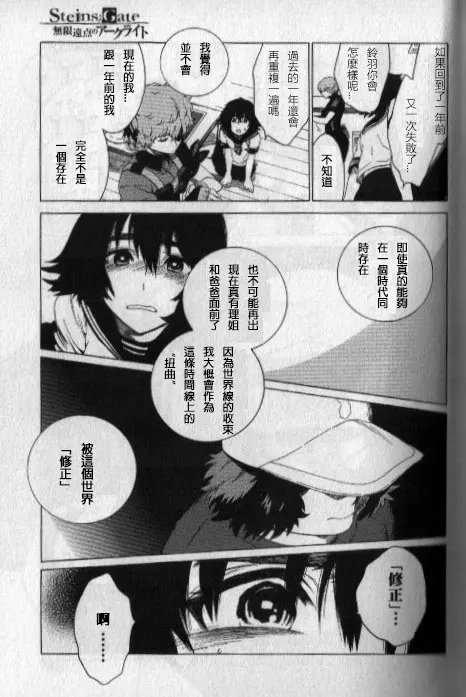 Steins;Gate
無限遠点のアークライト
如果回到了一年前
又一次失敗了…
鈴羽你會
怎麼樣呢…
不知道
過去的一年還會
再重複一遍嗎
我覺得
並不會
現在的我…
跟一年前的我
完全不是
一個存在
即使真的能夠
在一個時代同
時存在
也不可能再出
現在真有理姐
和爸爸面前了
因為世界線的收束
我大概會作為
這條時間線上的
“扭曲”
被這個世界
「修正」
「修正」…
啊……